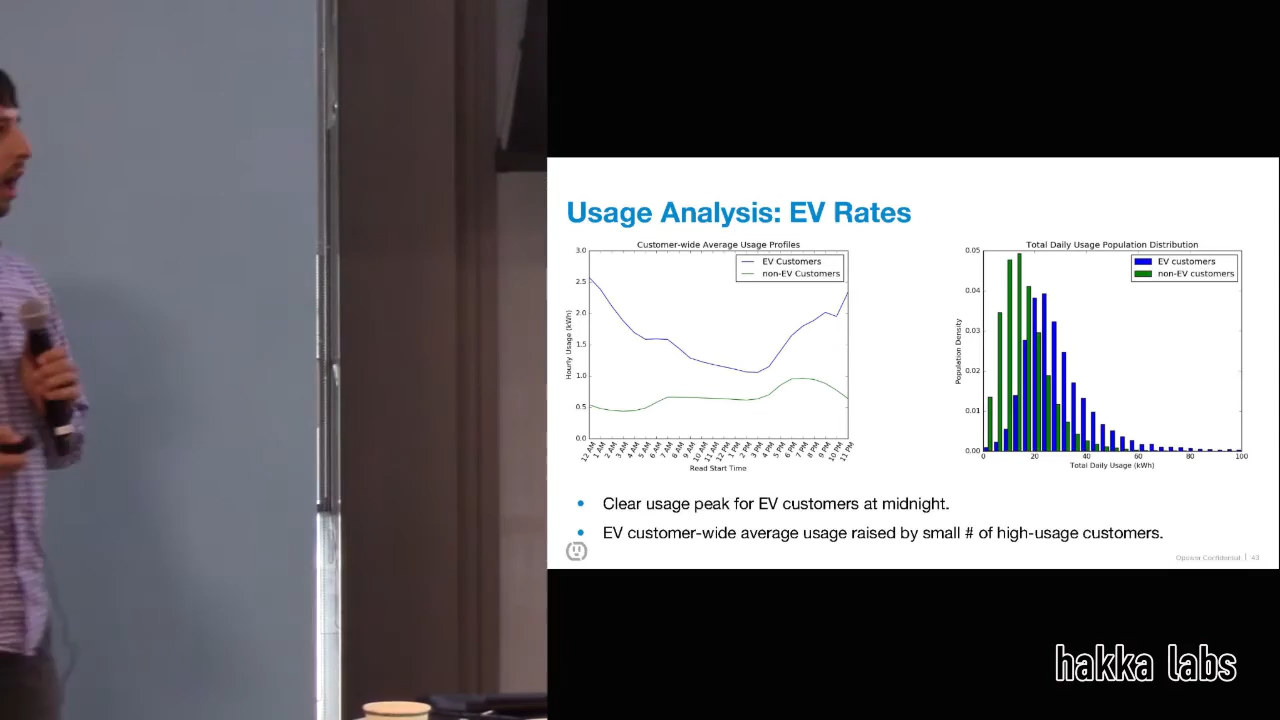 Usage Analysis: EV Rates
Customer-wide Average Usage Profiles
EV Customers
non-EV Customers
3.0
2.5
2.0
1.5
1.0
0.5
0.0
Hourly Usage (kWh)
12 AM
1 AM
2 AM
3 AM
4 AM
5 AM
6 AM
7 AM
8 AM
9 AM
10 AM
11 AM
12 PM
1 PM
2 PM
3 PM
4 PM
5 PM
6 PM
7 PM
8 PM
9 PM
10 PM
11 PM
Read Start Time
Total Daily Usage Population Distribution
EV customers
non-EV customers
0.05
0.04
0.03
0.02
0.01
0.00
Population Density
0 20 40 60 80 100
Total Daily Usage (kWh)
• Clear usage peak for EV customers at midnight.
• EV customer-wide average usage raised by small # of high-usage customers.
Opower Confidential | 43
hakka labs